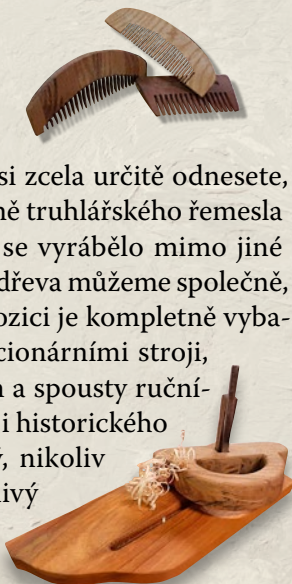 si zcela určitě odnesete,
ně truhlářského řemesla
se vyrábělo mimo jiné
dřeva můžeme společně,
ozici je kompletně vyba-
cionárními stroji,
a spousty ruční-
i historického
, nikoliv
livý